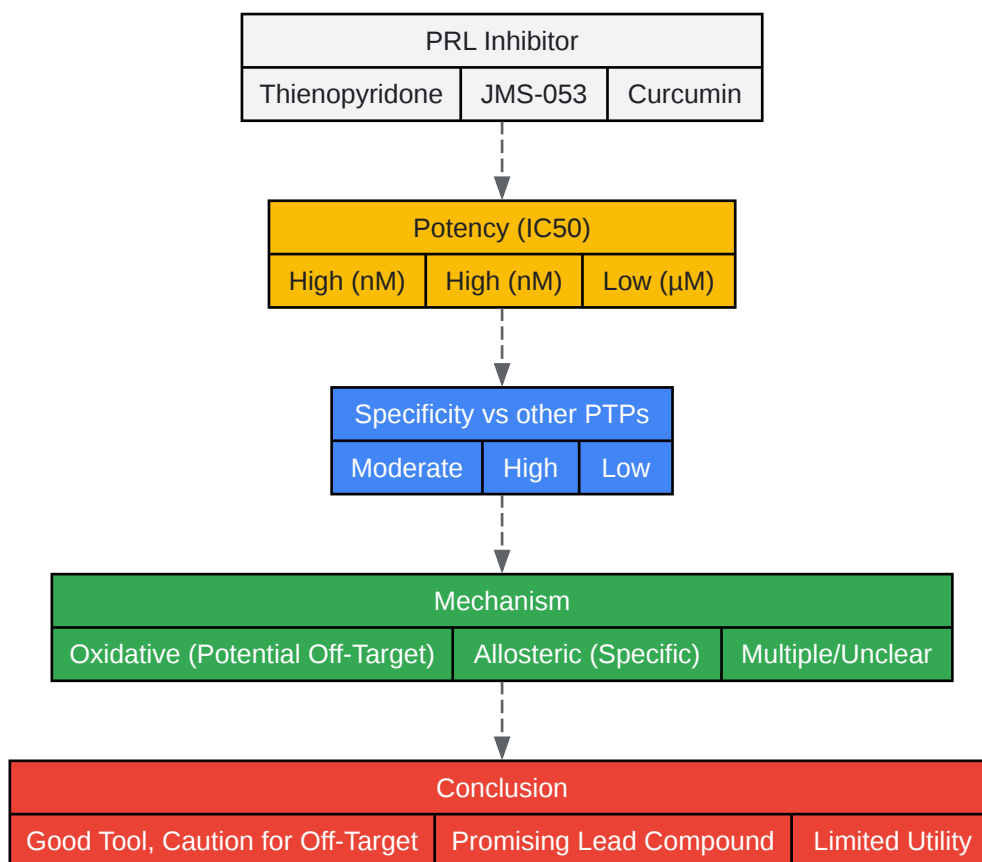 PRL Inhibitor
Thienopyridone JMS-053 Curcumin
Potency (IC50)
High (nM) High (nM) Low (µM)
Specificity vs other PTPs
Moderate High Low
Mechanism
Oxidative (Potential Off-Target) Allosteric (Specific) Multiple/Unclear
Conclusion
Good Tool, Caution for Off-Target Promising Lead Compound Limited Utility